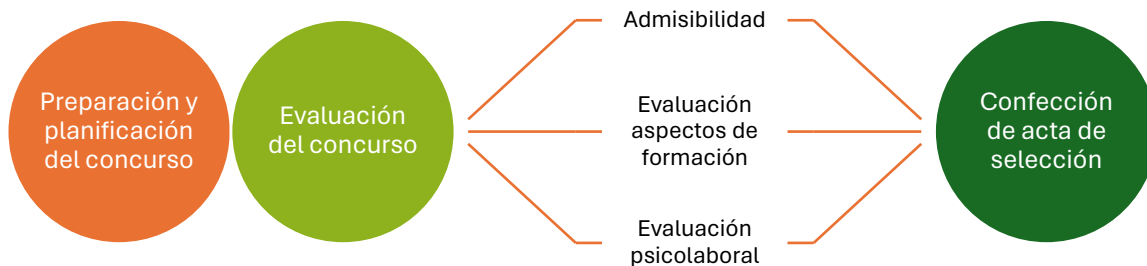 Preparación y
planificación
del concurso
Evaluación
del concurso
Admisibilidad
Evaluación
aspectos de
formación
Evaluación
psicolaboral
Confección
de acta de
selección